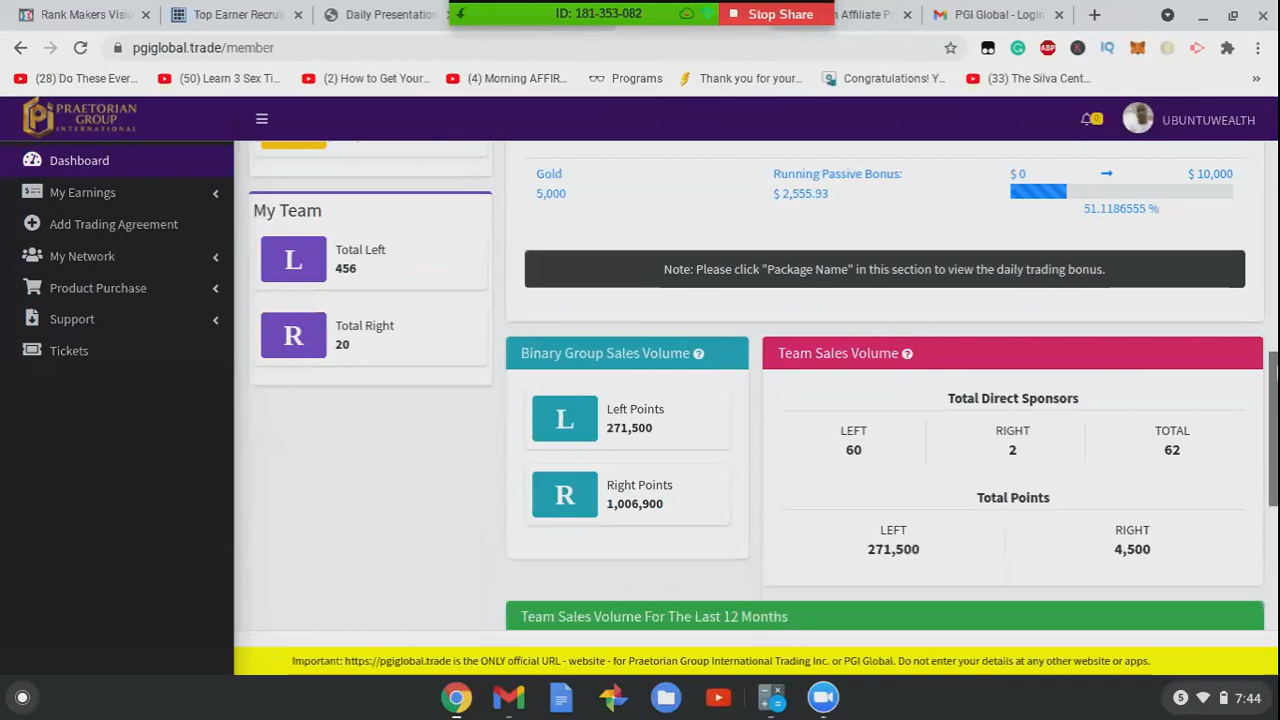 Rank Makers Visio
Top Earner Recrui
Daily Presentation
ID: 181-353-082
Stop Share
n Affiliate P
PGI Global - Login
pgiglobal.trade/member
(28) Do These Ever...
(50) Learn 3 Sex Ti...
(2) How to Get Your...
(4) Morning AFFIR...
Programs
Thank you for your...
Congratulations! Y...
(33) The Silva Cent...
PRAETORIAN
GROUP
INTERNATIONAL
0
UBUNTUWEALTH
Dashboard
My Earnings
Add Trading Agreement
My Network
Product Purchase
Support
Tickets
My Team
L
Total Left
456
R
Total Right
20
Gold
5,000
Running Passive Bonus:
$ 2,555.93
$ 0
$ 10,000
51.1186555 %
Note: Please click "Package Name" in this section to view the daily trading bonus.
Binary Group Sales Volume
L
Left Points
271,500
R
Right Points
1,006,900
Team Sales Volume
Total Direct Sponsors
LEFT
RIGHT
TOTAL
60
2
62
Total Points
LEFT
RIGHT
271,500
4,500
Team Sales Volume For The Last 12 Months
Important: https://pgiglobal.trade is the ONLY official URL - website - for Praetorian Group International Trading Inc. or PGI Global. Do not enter your details at any other website or apps.
7:44